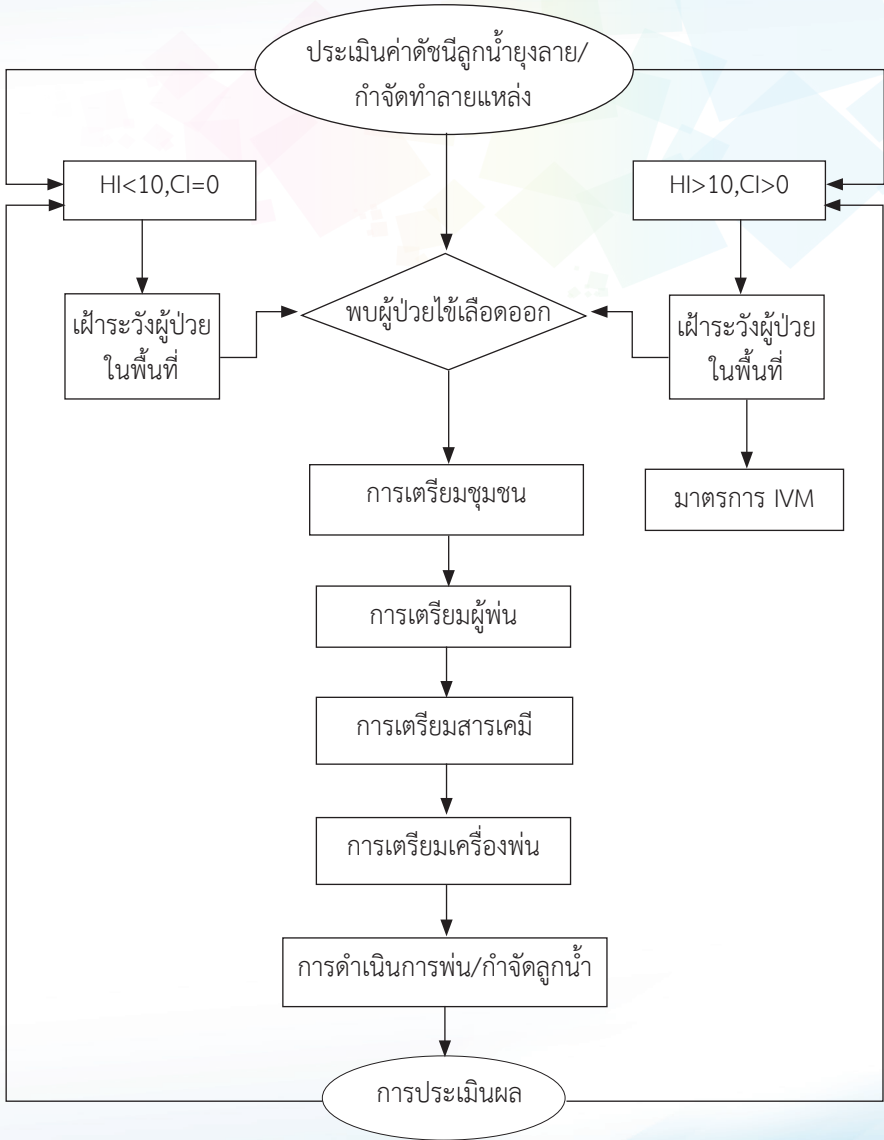 ประเมินค่าดัชนีลูกน้ำยุงลาย/
กำจัดทำลายแหล่ง
HI<10,CI=0
HI>10,CI>0
เฝ้าระวังผู้ป่วย
ในพื้นที่
พบผู้ป่วยไข้เลือดออก
เฝ้าระวังผู้ป่วย
ในพื้นที่
การเตรียมชุมชน
มาตรการ IVM
การเตรียมผู้พ่น
การเตรียมสารเคมี
การเตรียมเครื่องพ่น
การดำเนินการพ่น/กำจัดลูกน้ำ
การประเมินผล